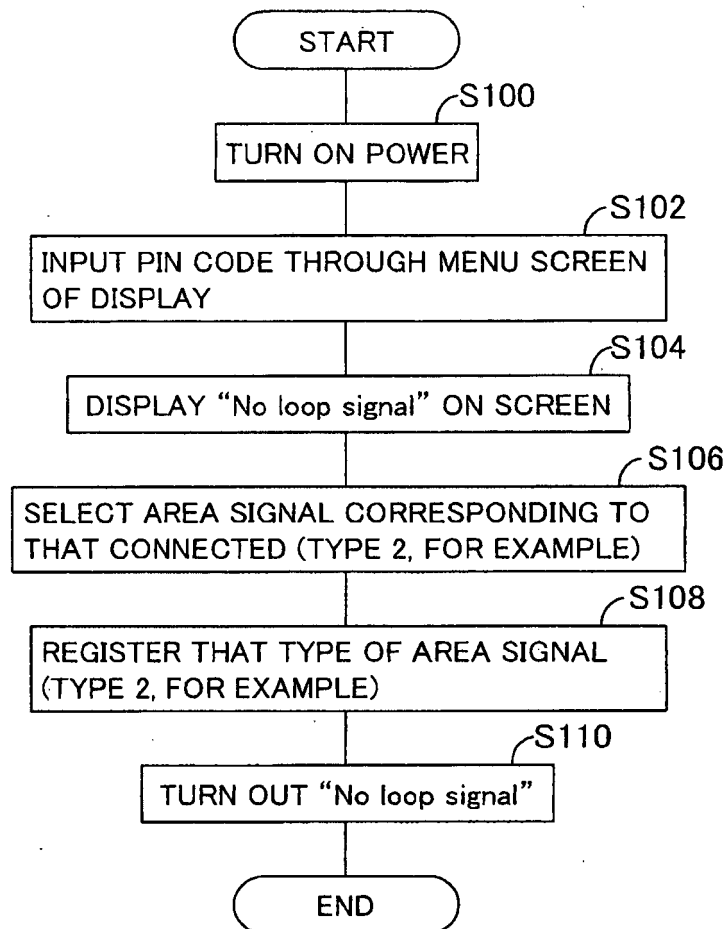 START
S100
TURN ON POWER
S102
INPUT PIN CODE THROUGH MENU SCREEN
OF DISPLAY
S104
DISPLAY “No loop signal” ON SCREEN
S106
SELECT AREA SIGNAL CORRESPONDING TO
THAT CONNECTED (TYPE 2, FOR EXAMPLE)
S108
REGISTER THAT TYPE OF AREA SIGNAL
(TYPE 2, FOR EXAMPLE)
S110
TURN OUT “No loop signal”
END